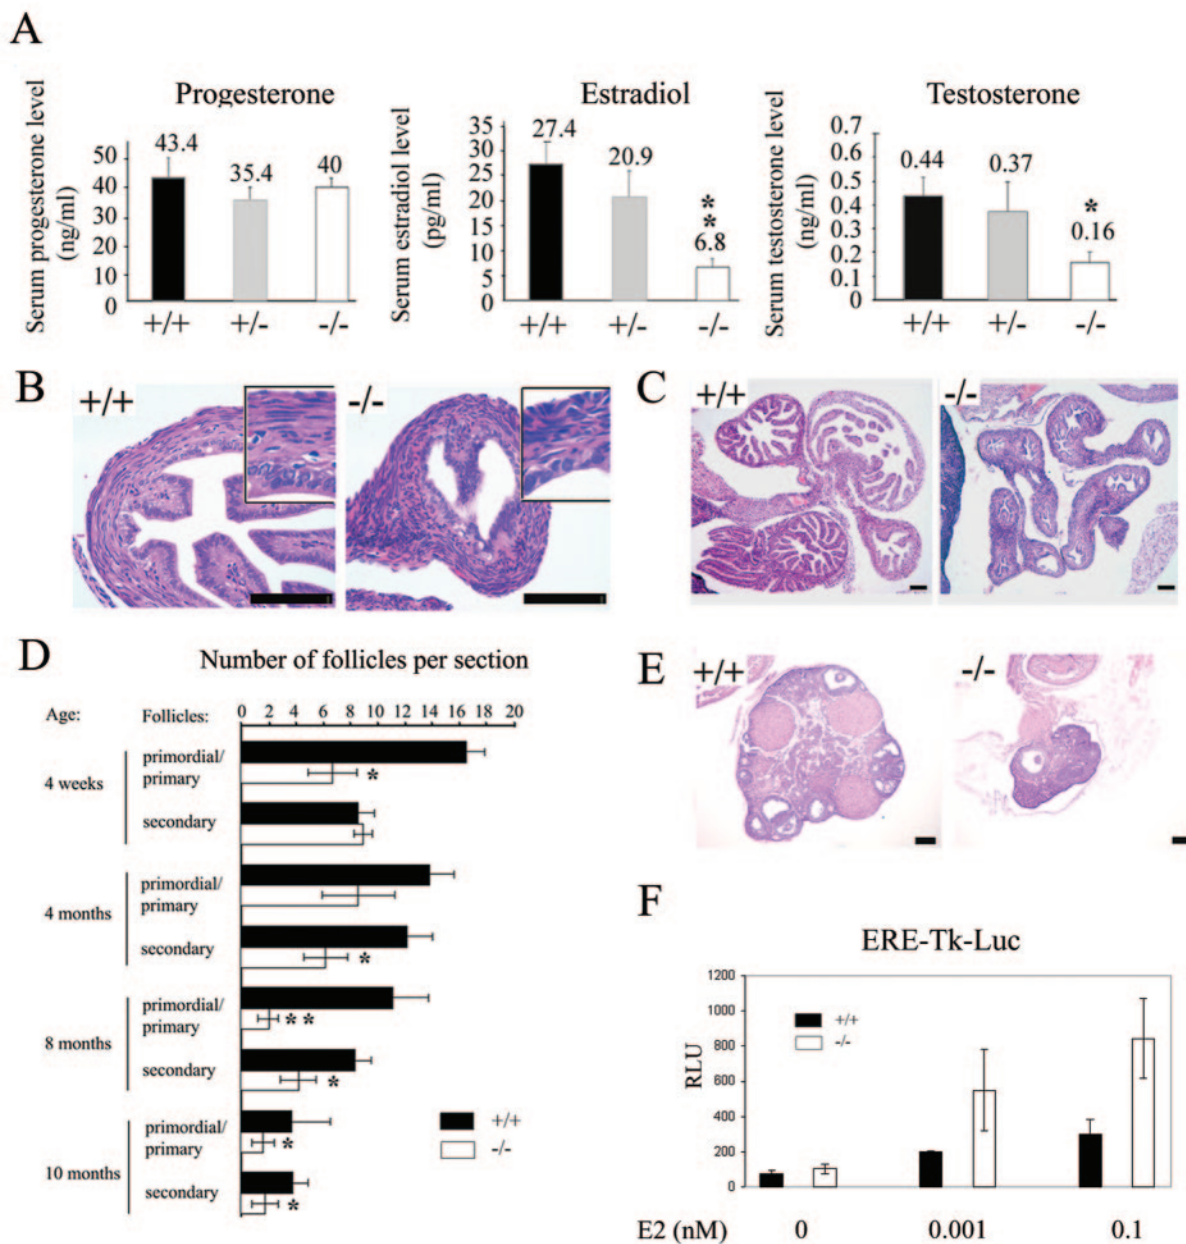 A
Progesterone
Serum progesterone level
(ng/ml)
50
40
30
20
10
0
43.4
35.4
40
+/+
+/-
-/-
Estradiol
Serum estradiol level
(pg/ml)
35
30
25
20
15
10
5
0
27.4
20.9
*
*
6.8
+/+
+/-
-/-
Testosterone
Serum testosterone level
(ng/ml)
0.7
0.6
0.5
0.4
0.3
0.2
0.1
0
0.44
0.37
*
0.16
+/+
+/-
-/-
B
+/+
-/-
C
+/+
-/-
D
Number of follicles per section
Age:
Follicles:
0 2 4 6 8 10 12 14 16 18 20
4 weeks
primordial/
primary
*
secondary
4 months
primordial/
primary
secondary
*
8 months
primordial/
primary
* *
secondary
*
10 months
primordial/
primary
*
secondary
*
+/+
-/-
E
+/+
-/-
F
ERE-Tk-Luc
RLU
1200
1000
800
600
400
200
0
+/+
-/-
E2 (nM) 0 0.001 0.1